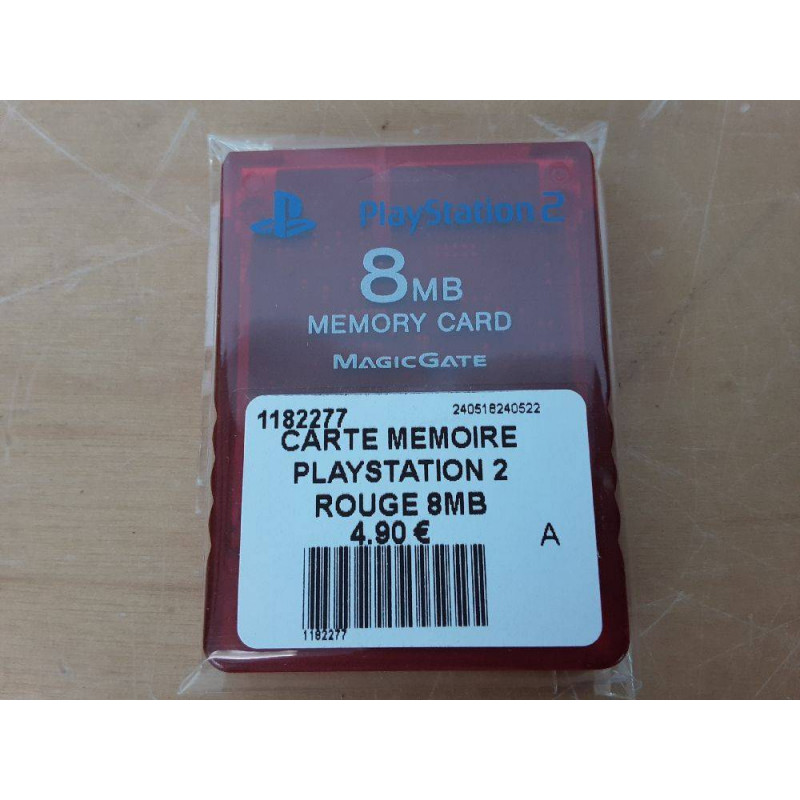 PlayStation 2
8MB
MEMORY CARD
MAGICGATE
1182277
240518240522
CARTE MEMOIRE
PLAYSTATION 2
ROUGE 8MB
4.90 €
A
1182277